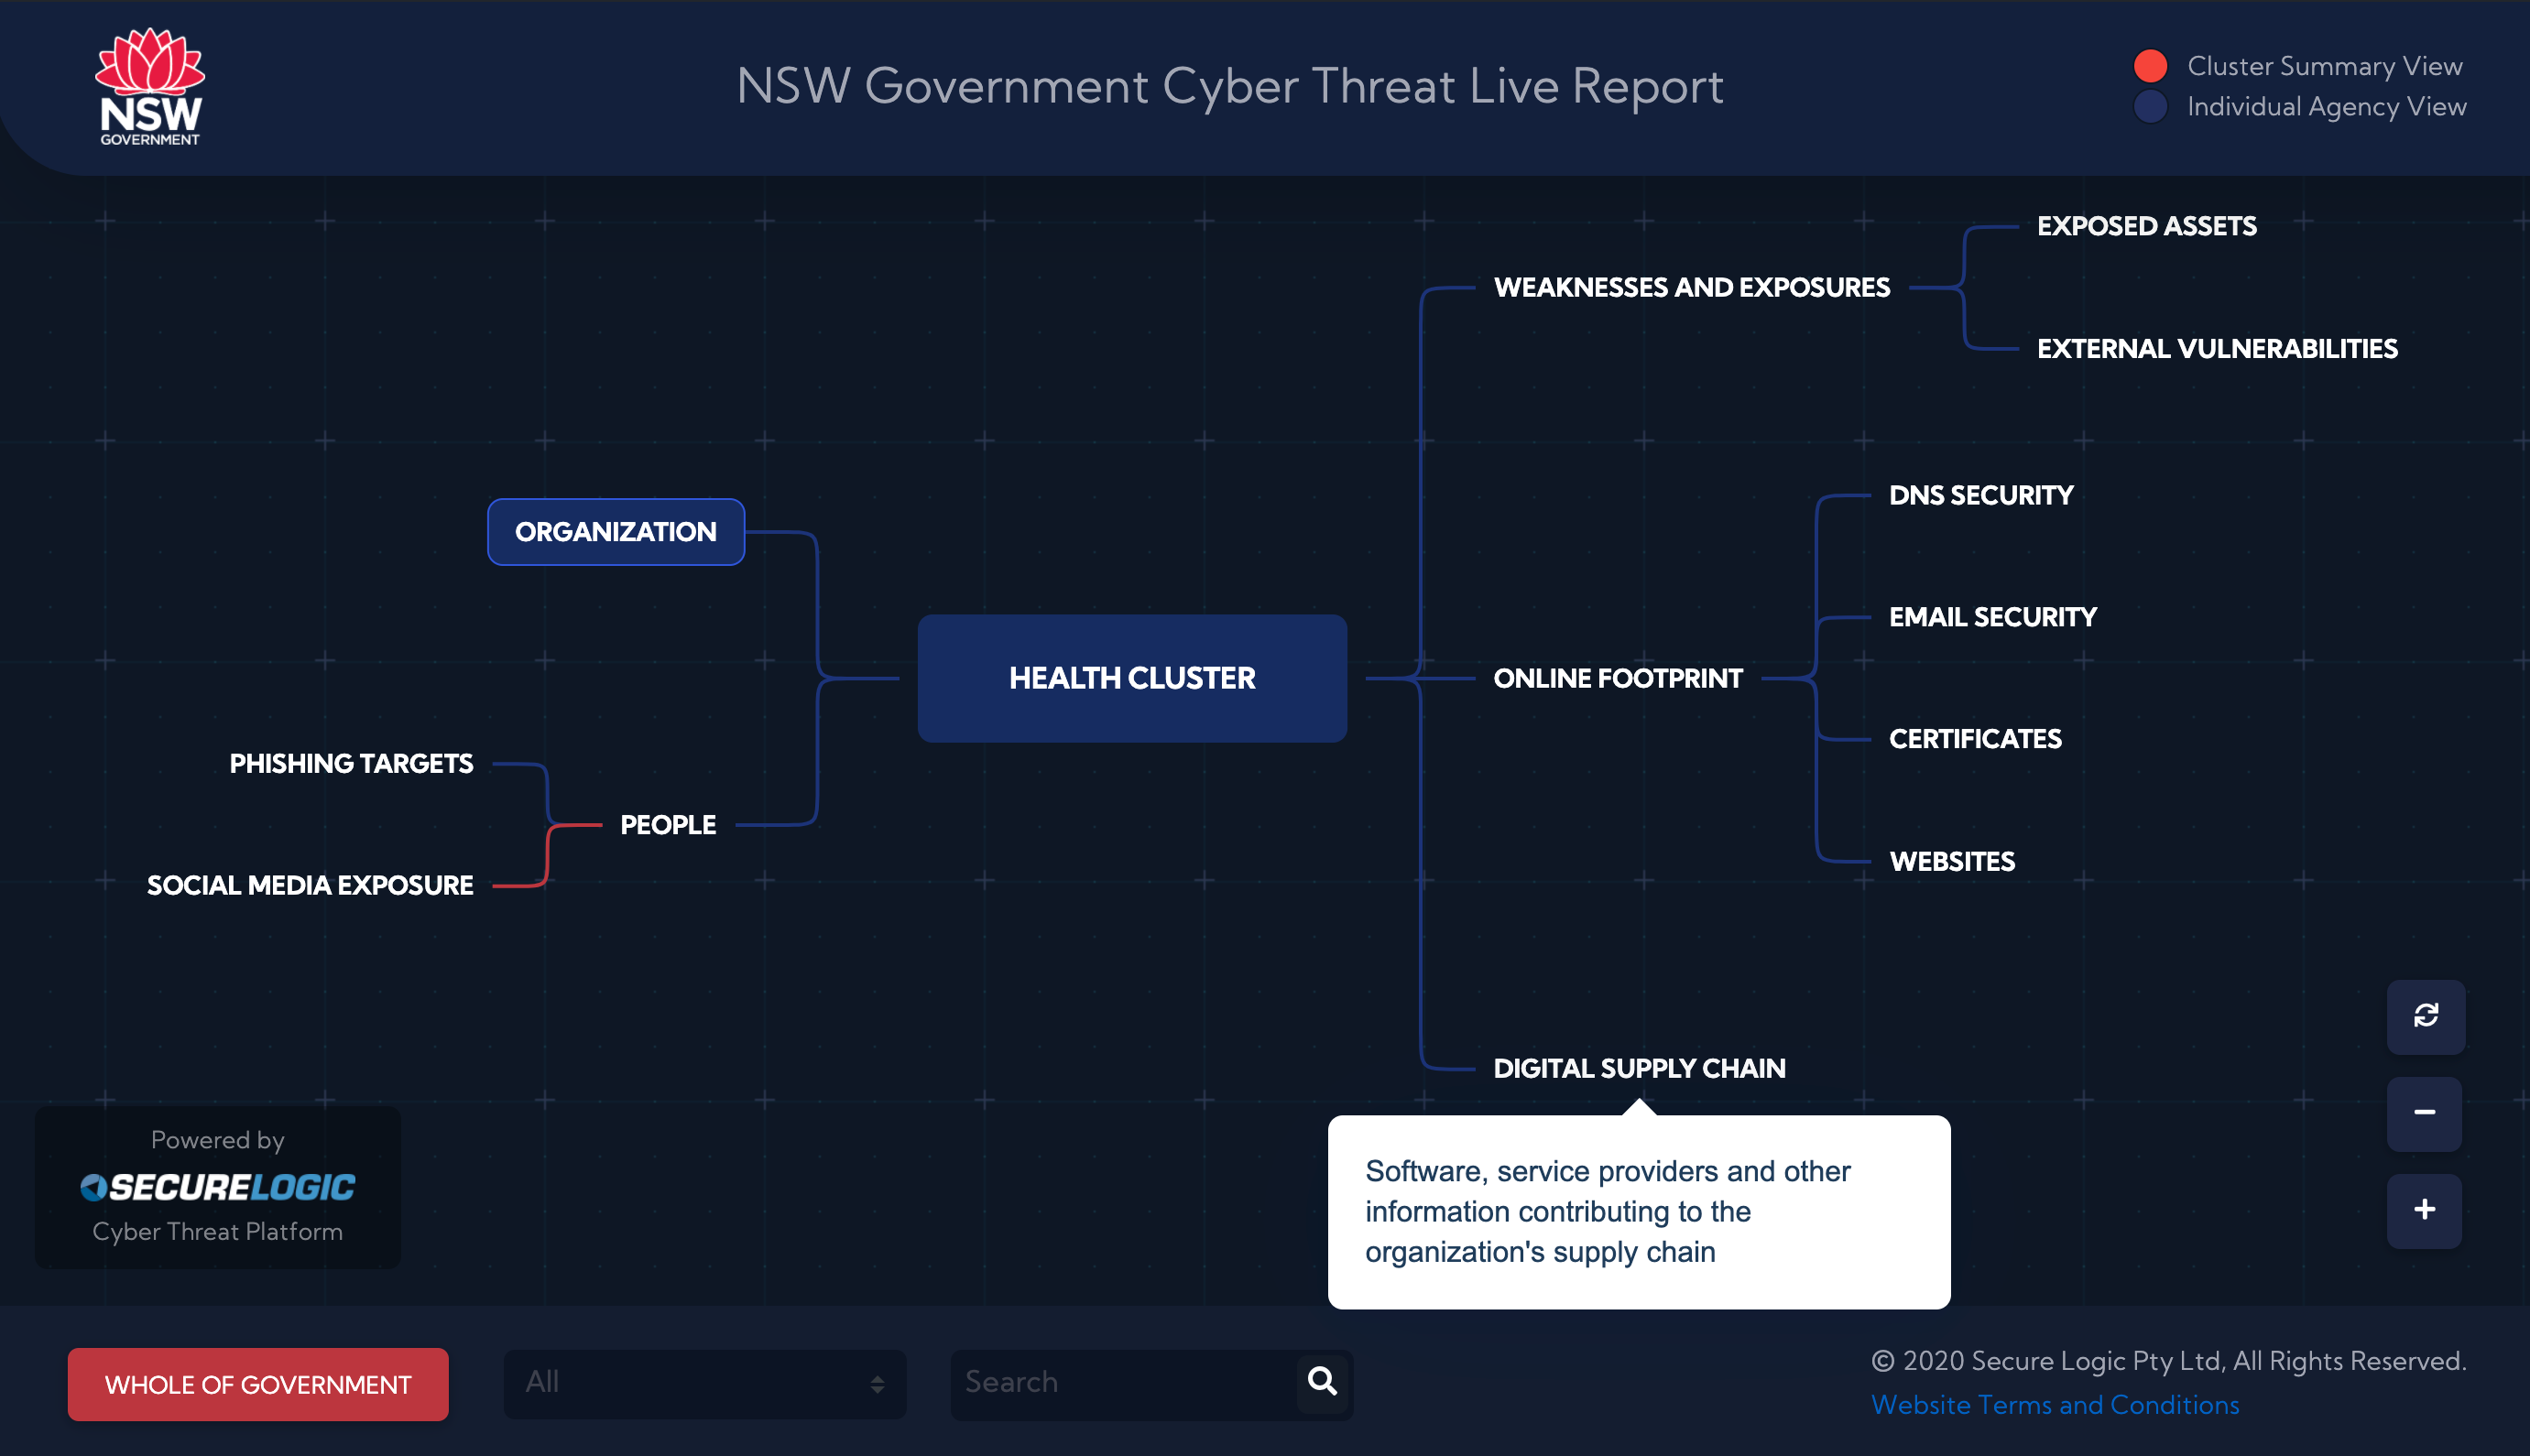 NSW
GOVERNMENT
NSW Government Cyber Threat Live Report
Cluster Summary View
Individual Agency View
EXPOSED ASSETS
WEAKNESSES AND EXPOSURES
EXTERNAL VULNERABILITIES
DNS SECURITY
ORGANIZATION
EMAIL SECURITY
HEALTH CLUSTER
ONLINE FOOTPRINT
CERTIFICATES
PHISHING TARGETS
PEOPLE
WEBSITES
SOCIAL MEDIA EXPOSURE
DIGITAL SUPPLY CHAIN
Software, service providers and other
information contributing to the
organization's supply chain
Powered by
SECURELOGIC
Cyber Threat Platform
WHOLE OF GOVERNMENT
All
Search
© 2020 Secure Logic Pty Ltd, All Rights Reserved.
Website Terms and Conditions